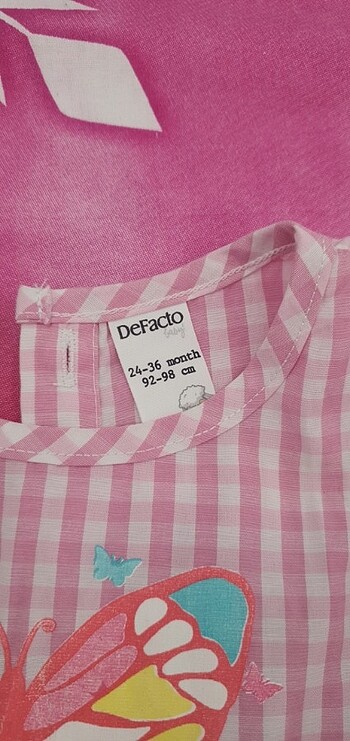 DeFacto
baby
24-36 month
92-98 cm